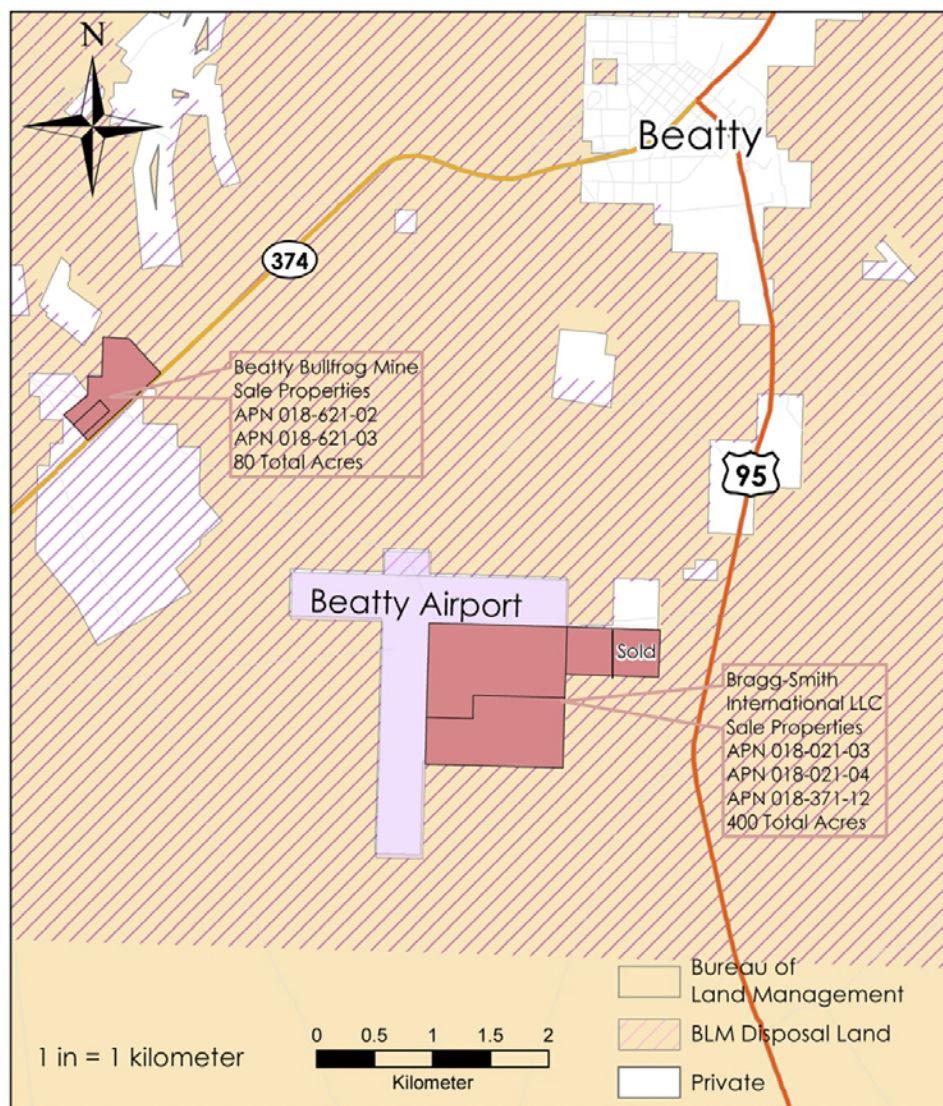 N
Beatty
374
Beatty Bullfrog Mine
Sale Properties
APN 018-621-02
APN 018-621-03
80 Total Acres
95
Beatty Airport
Sold
Bragg-Smith
International LLC
Sale Properties
APN 018-021-03
APN 018-021-04
APN 018-371-12
400 Total Acres
Bureau of
Land Management
BLM Disposal Land
Private
1 in = 1 kilometer
0 0.5 1 1.5 2
Kilometer